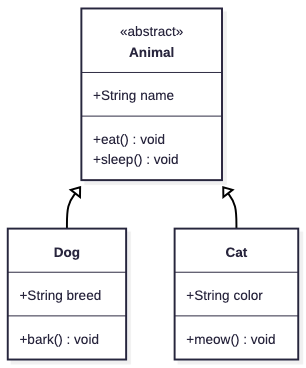 «abstract»
Animal
+String name
+eat() : void
+sleep() : void
Dog
+String breed
+bark() : void
Cat
+String color
+meow() : void